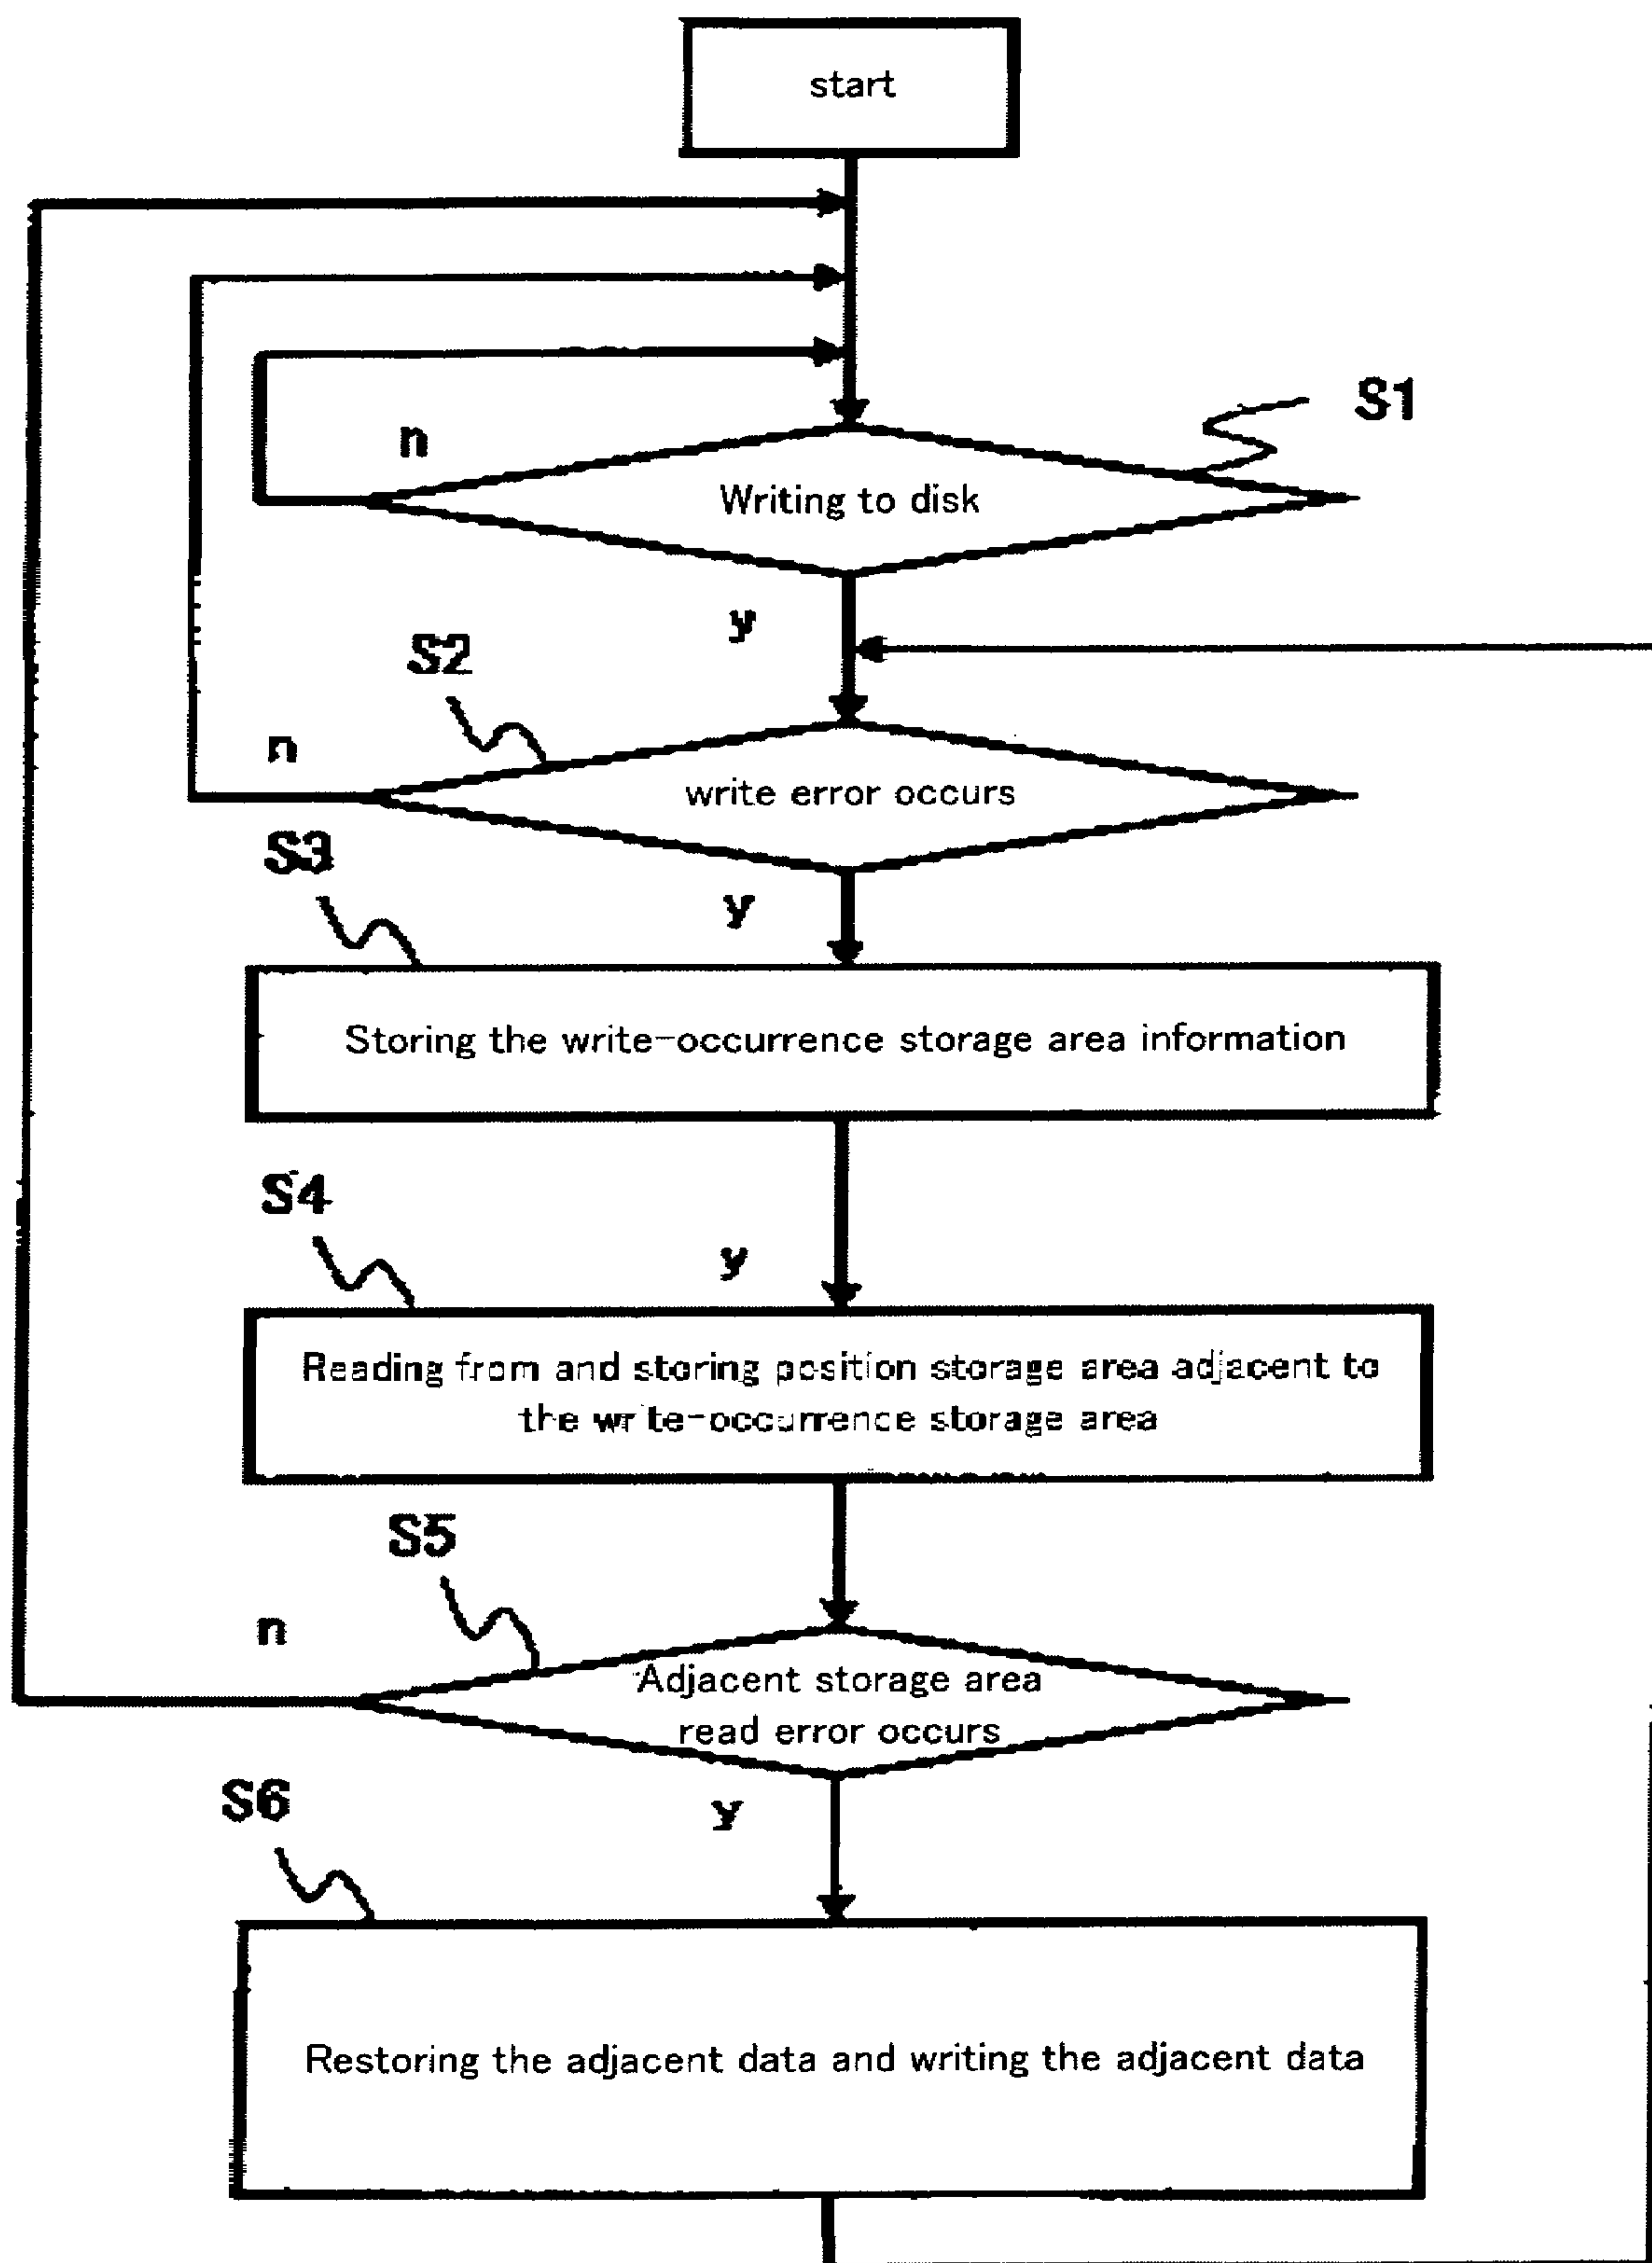 start
S1
n
Writing to disk
y
S2
n
write error occurs
S3
y
Storing the write-occurrence storage area information
S4
y
Reading from and storing position storage area adjacent to
the write-occurrence storage area
S5
n
Adjacent storage area
read error occurs
S6
y
Restoring the adjacent data and writing the adjacent data